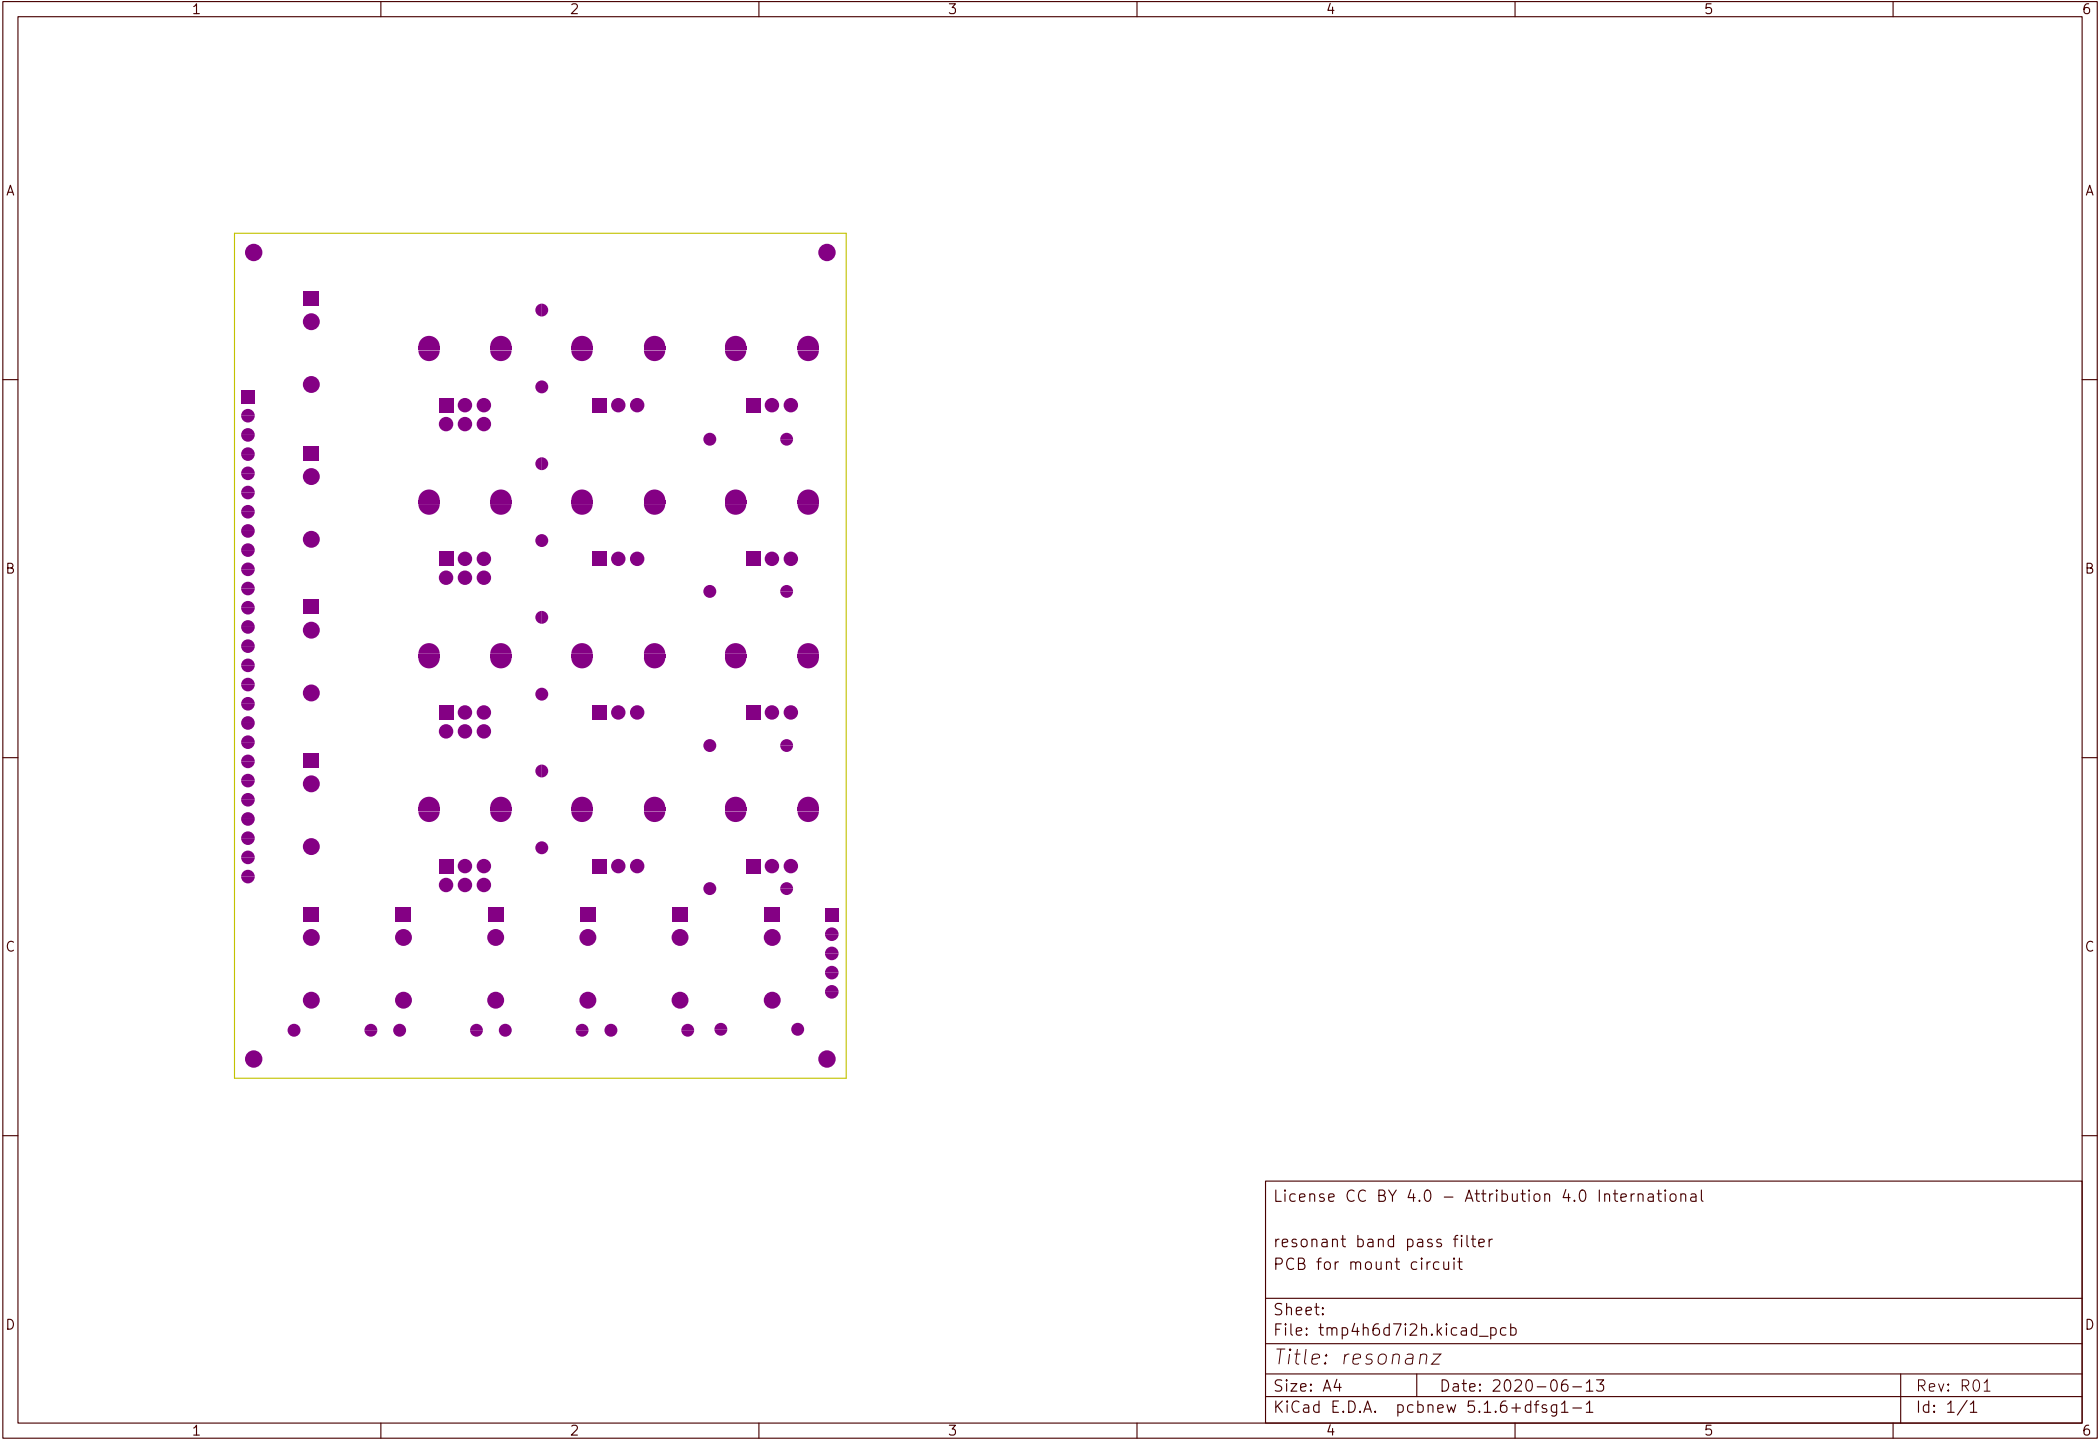 1 2 3 4 5 6
A A
B B
C C
License CC BY 4.0 – Attribution 4.0 International
resonant band pass filter
PCB for mount circuit
Sheet:
File: tmp4h6d7i2h.kicad_pcb
D D
Title: resonanz
Size: A4 Date: 2020-06-13 Rev: R01
KiCad E.D.A. pcbnew 5.1.6+dfsg1-1 Id: 1/1
1 2 3 4 5 6